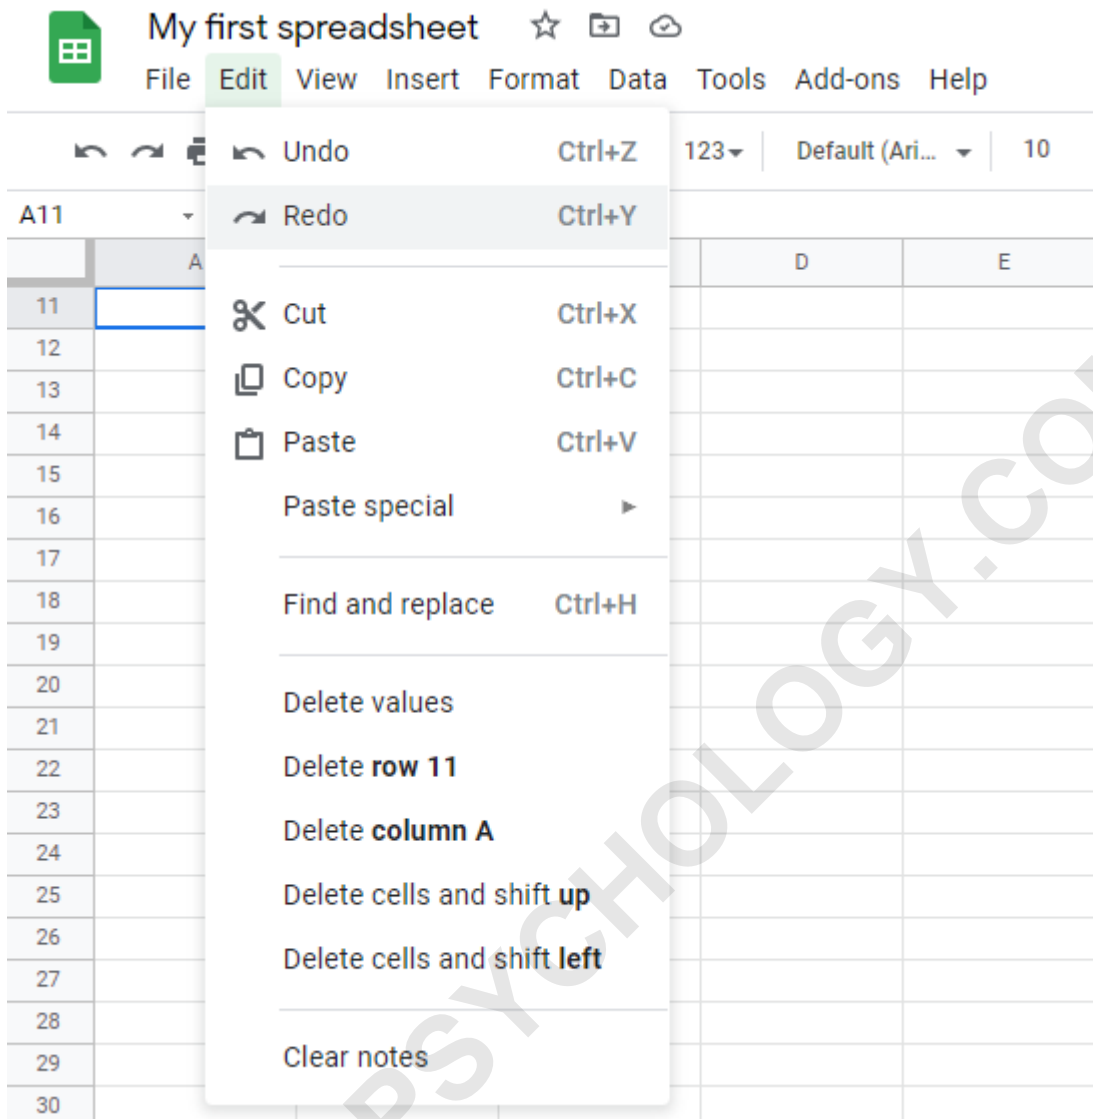 My first spreadsheet
File Edit View Insert Format Data Tools Add-ons Help
123 Default (Ari... 10
A11
A D E
Undo Ctrl+Z
Redo Ctrl+Y
Cut Ctrl+X
Copy Ctrl+C
Paste Ctrl+V
Paste special
Find and replace Ctrl+H
Delete values
Delete row 11
Delete column A
Delete cells and shift up
Delete cells and shift left
Clear notes
11
12
13
14
15
16
17
18
19
20
21
22
23
24
25
26
27
28
29
30
PSYCHOLOGY.CO